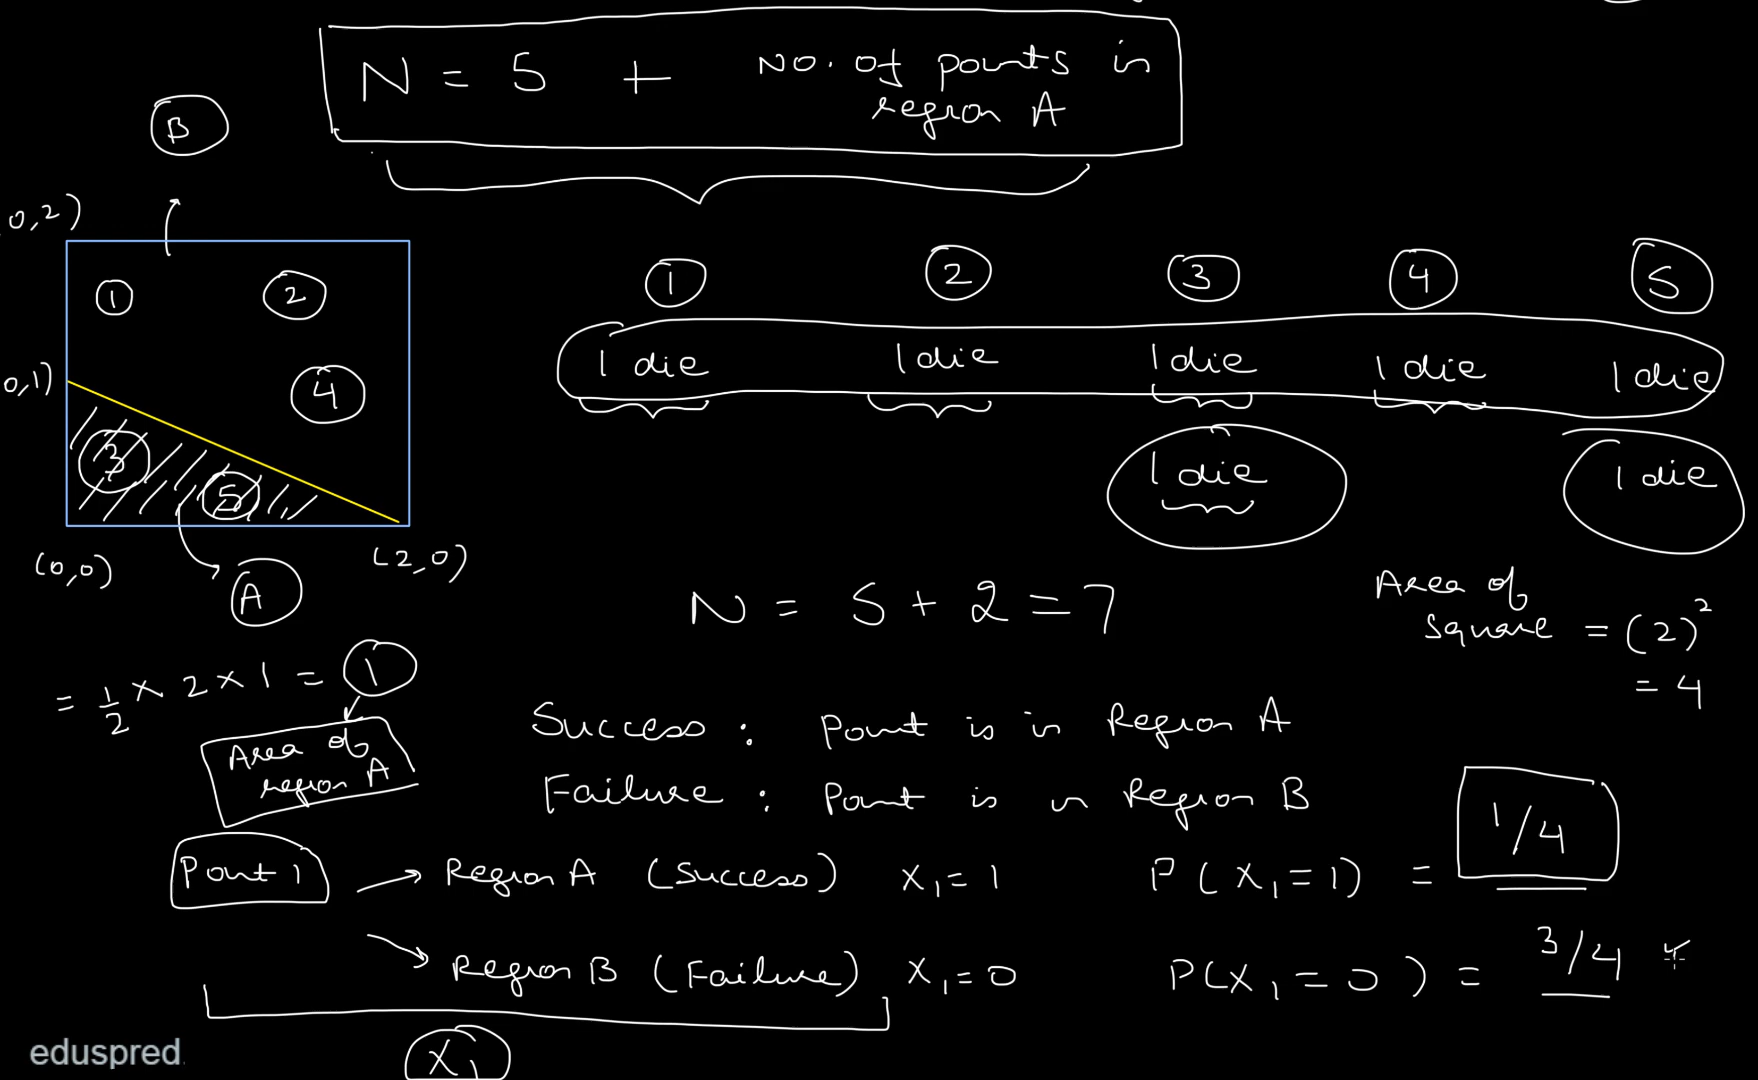 N = 5 + No. of points in
region A
B
0,2)
① ②
④
0,1)
③ ⑤
(0,0) (2,0)
A
① ② ③ ④ ⑤
1 die 1 die 1 die 1 die 1 die
1 die 1 die
N = 5 + 2 = 7
Area of
square = (2)²
= 4
= 1/2 × 2 × 1 = 1
Area of
region A
Success : Point is in Region A
Failure : Point is in Region B
Point 1 → Region A (Success) X₁ = 1 P(X₁ = 1) = 1/4
→ Region B (Failure) X₁ = 0 P(X₁ = 0) = 3/4
X₁
eduspred